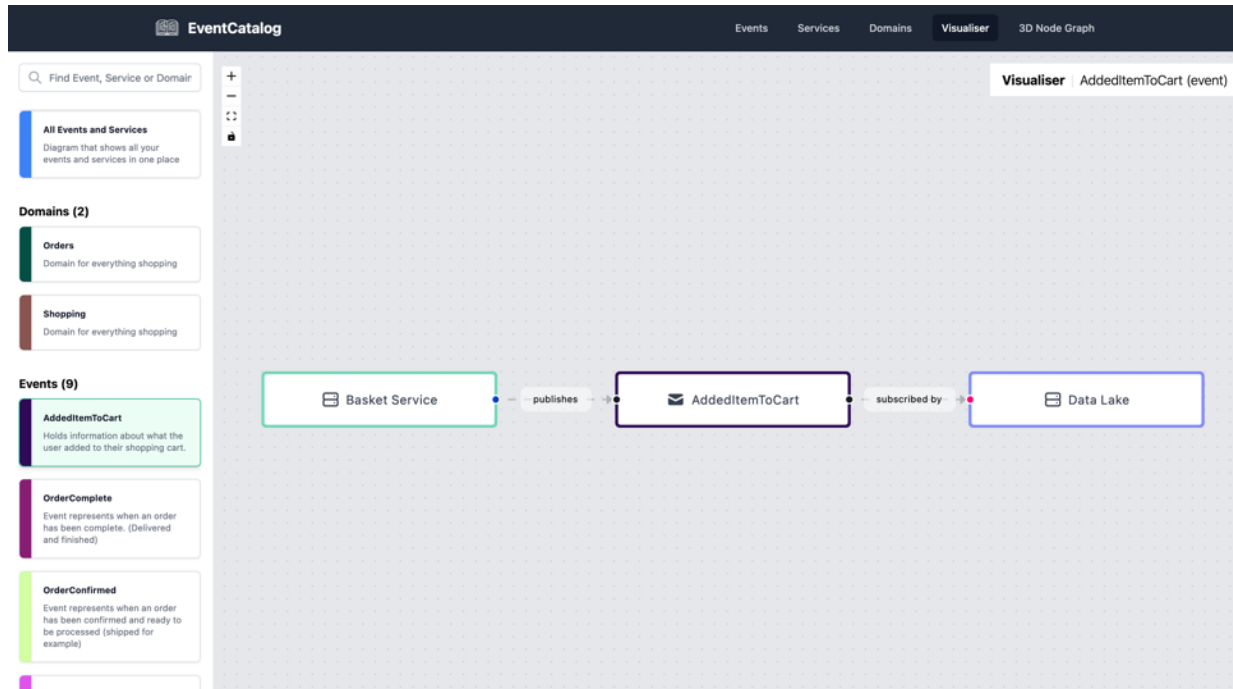 EventCatalog
Events
Services
Domains
Visualiser
3D Node Graph
Find Event, Service or Domain
Visualiser
AddedItemToCart (event)
All Events and Services
Diagram that shows all your
events and services in one place
Domains (2)
Orders
Domain for everything shopping
Shopping
Domain for everything shopping
Events (9)
AddedItemToCart
Holds information about what the
user added to their shopping cart.
OrderComplete
Event represents when an order
has been complete. (Delivered
and finished)
OrderConfirmed
Event represents when an order
has been confirmed and ready to
be processed (shipped for
example)
Basket Service
publishes
AddedItemToCart
subscribed by
Data Lake